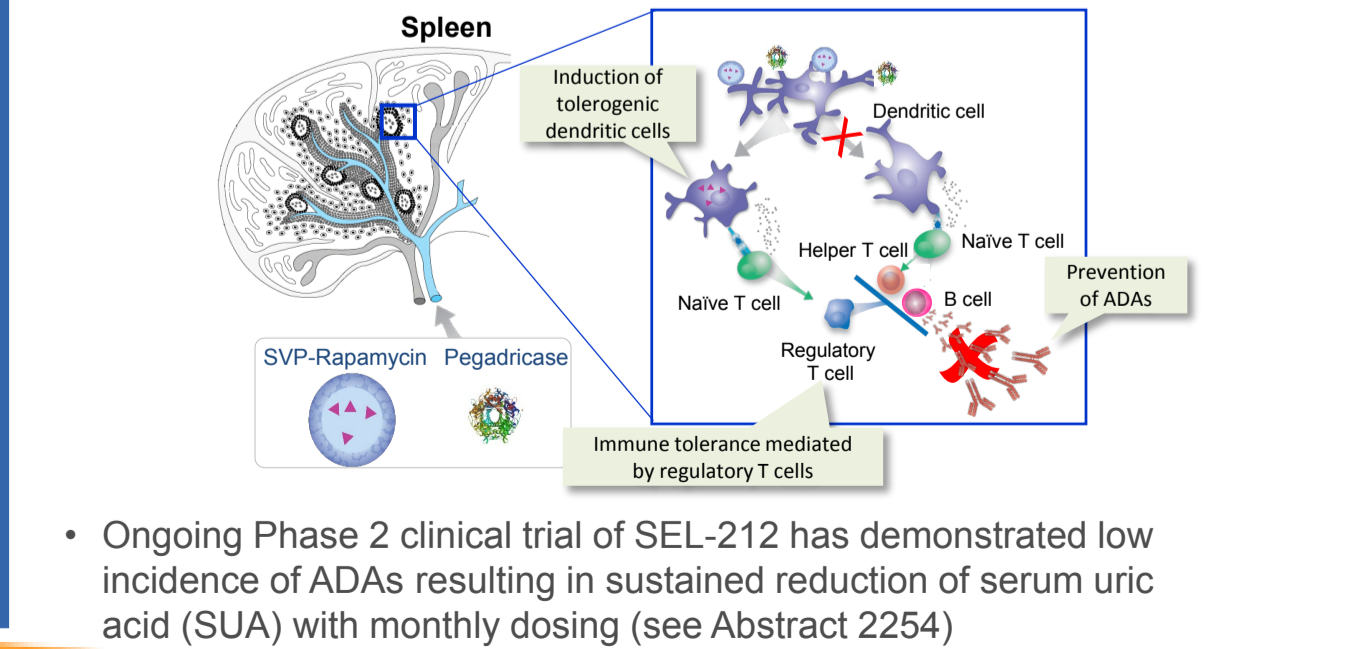 Spleen
Induction of
tolerogenic
dendritic cells
Dendritic cell
Naïve T cell
Helper T cell
Naïve T cell
B cell
Prevention
of ADAs
Regulatory
T cell
SVP-Rapamycin
Pegadricase
Immune tolerance mediated
by regulatory T cells
• Ongoing Phase 2 clinical trial of SEL-212 has demonstrated low
incidence of ADAs resulting in sustained reduction of serum uric
acid (SUA) with monthly dosing (see Abstract 2254)